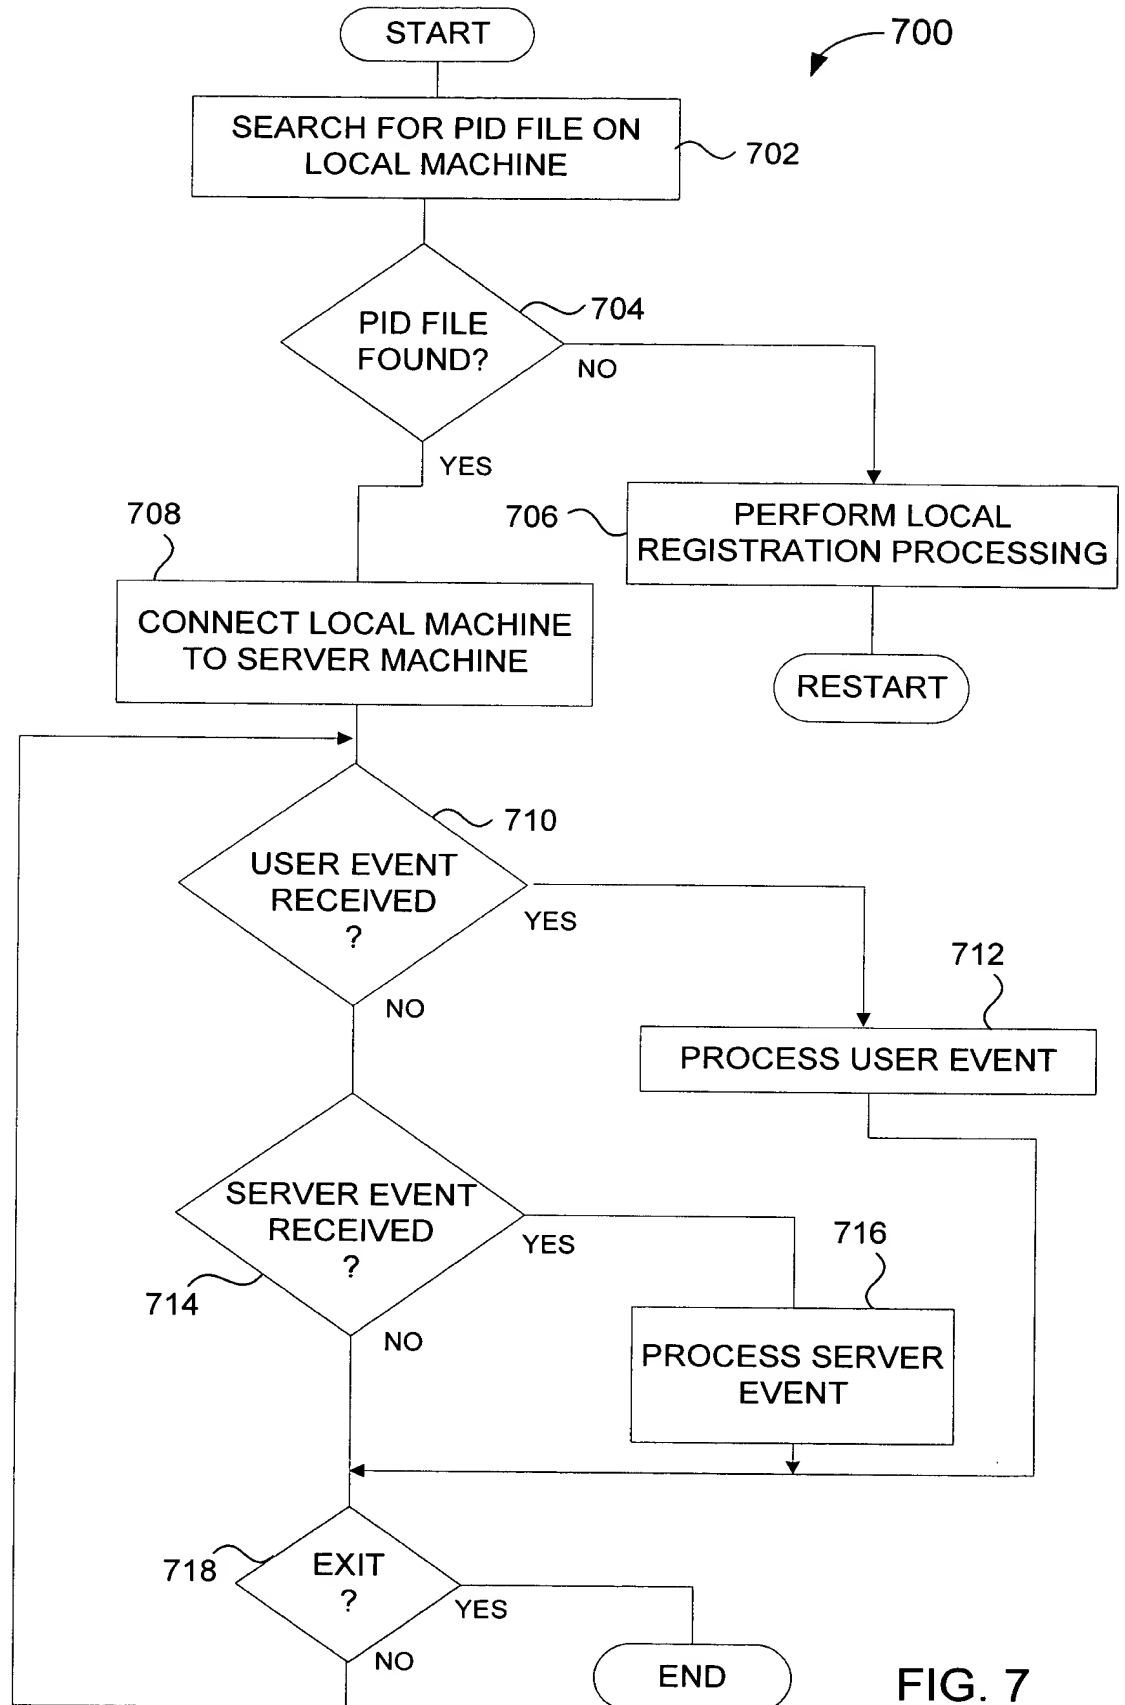 START
700
SEARCH FOR PID FILE ON
LOCAL MACHINE
702
704
PID FILE
FOUND?
NO
YES
708
706
PERFORM LOCAL
REGISTRATION PROCESSING
CONNECT LOCAL MACHINE
TO SERVER MACHINE
RESTART
710
USER EVENT
RECEIVED
?
YES
NO
712
PROCESS USER EVENT
SERVER EVENT
RECEIVED
?
YES
714
NO
716
PROCESS SERVER
EVENT
718
EXIT
?
YES
NO
END
FIG. 7